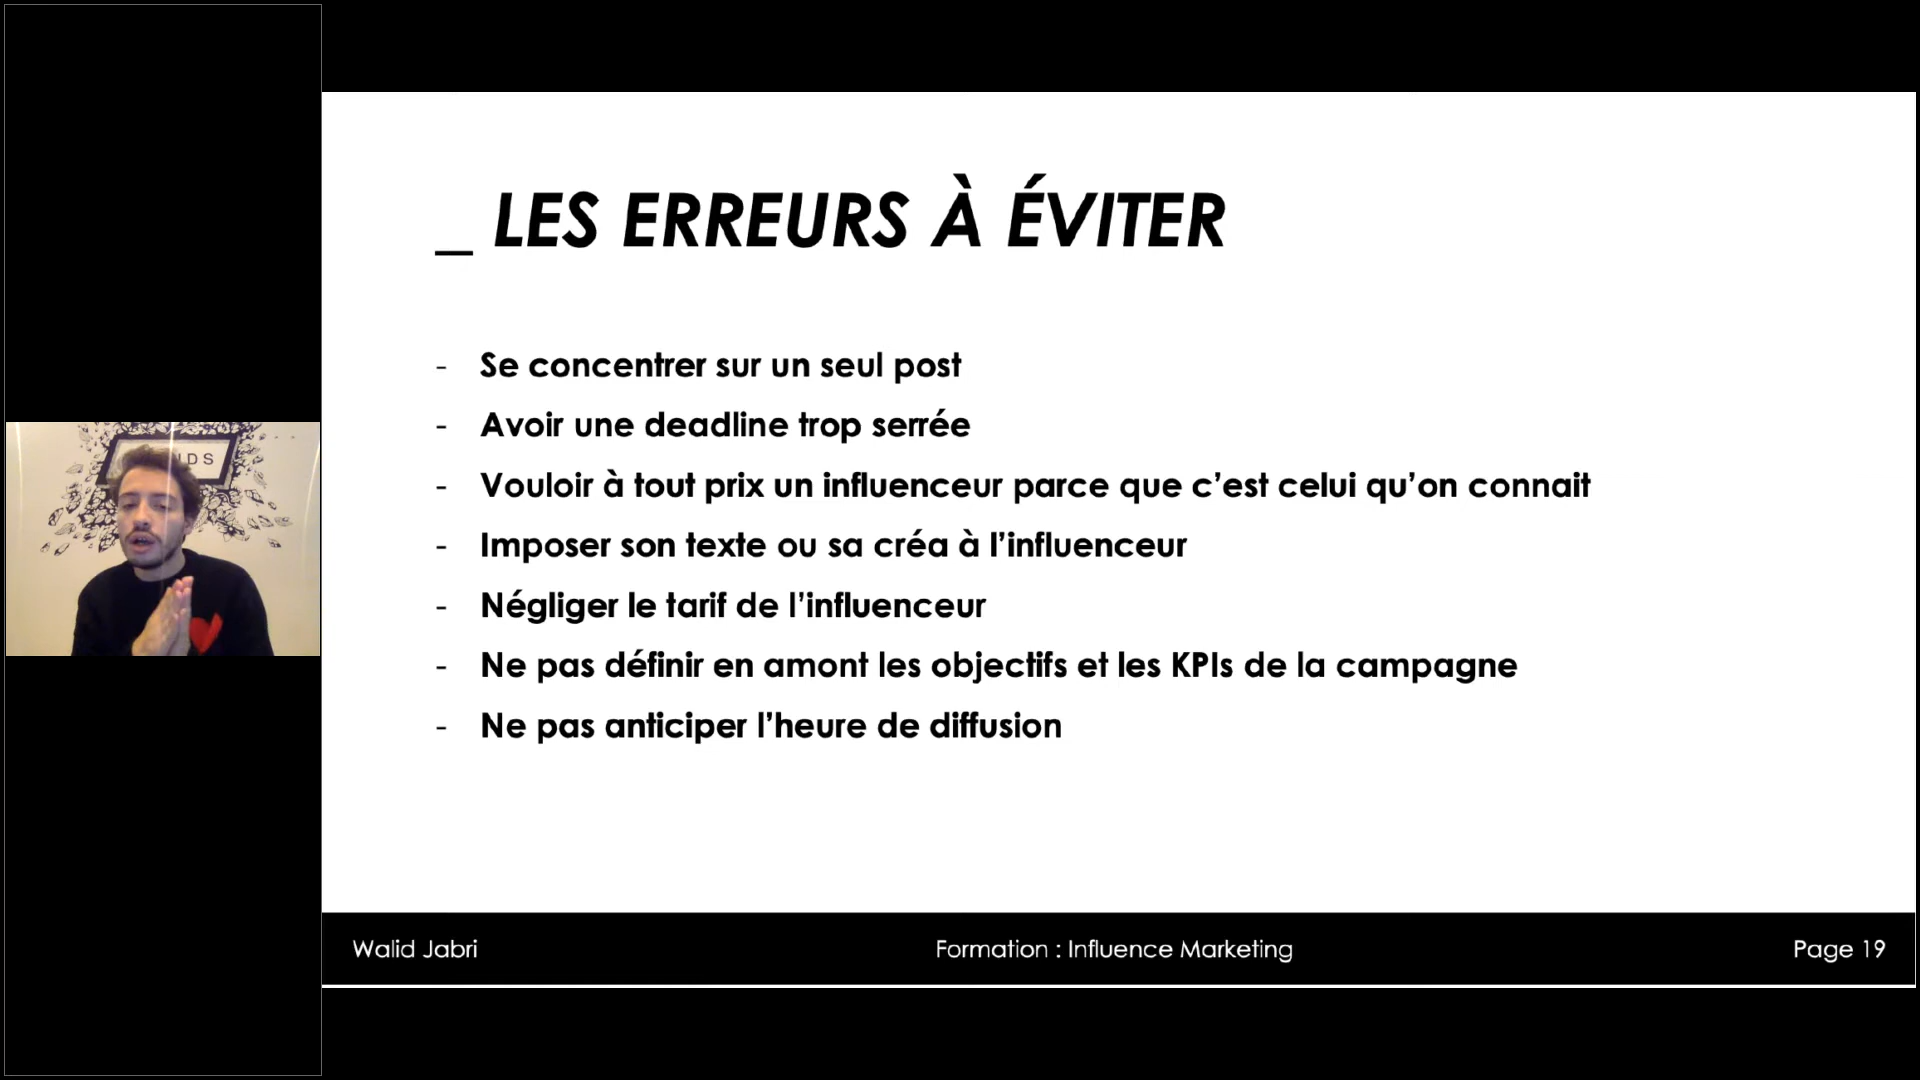 _ LES ERREURS À ÉVITER
- Se concentrer sur un seul post
- Avoir une deadline trop serrée
- Vouloir à tout prix un influenceur parce que c’est celui qu’on connait
- Imposer son texte ou sa créa à l’influenceur
- Négliger le tarif de l’influenceur
- Ne pas définir en amont les objectifs et les KPIs de la campagne
- Ne pas anticiper l’heure de diffusion
Walid Jabri
Formation : Influence Marketing
Page 19